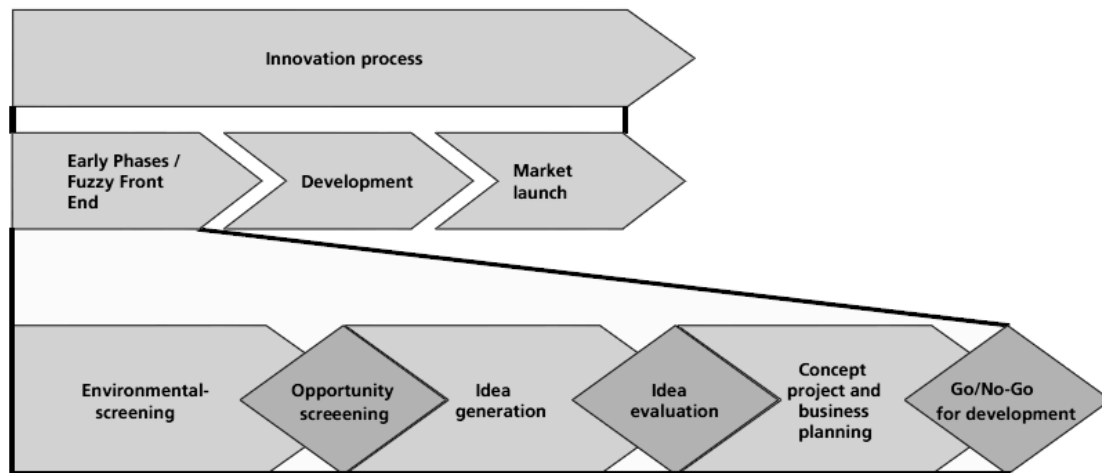 Innovation process
Early Phases /
Fuzzy Front
End
Development
Market
launch
Environmental-
screening
Opportunity
screeening
Idea
generation
Idea
evaluation
Concept
project and
business
planning
Go/No-Go
for development